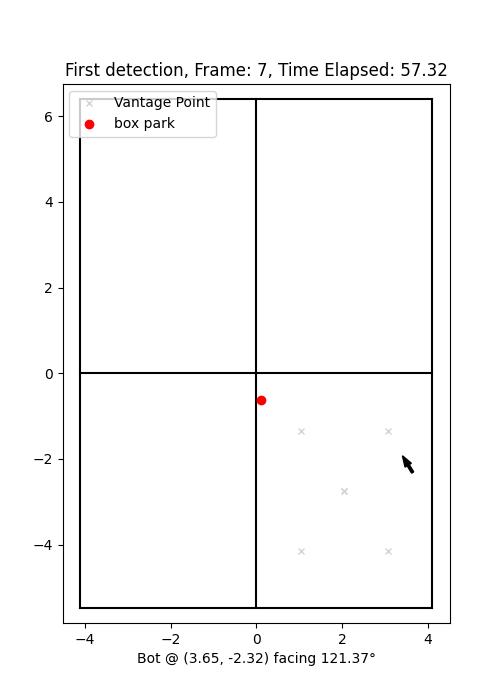 First detection, Frame: 7, Time Elapsed: 57.32
Vantage Point
box park
6
4
2
0
−2
−4
−4
−2
0
2
4
Bot @ (3.65, -2.32) facing 121.37°